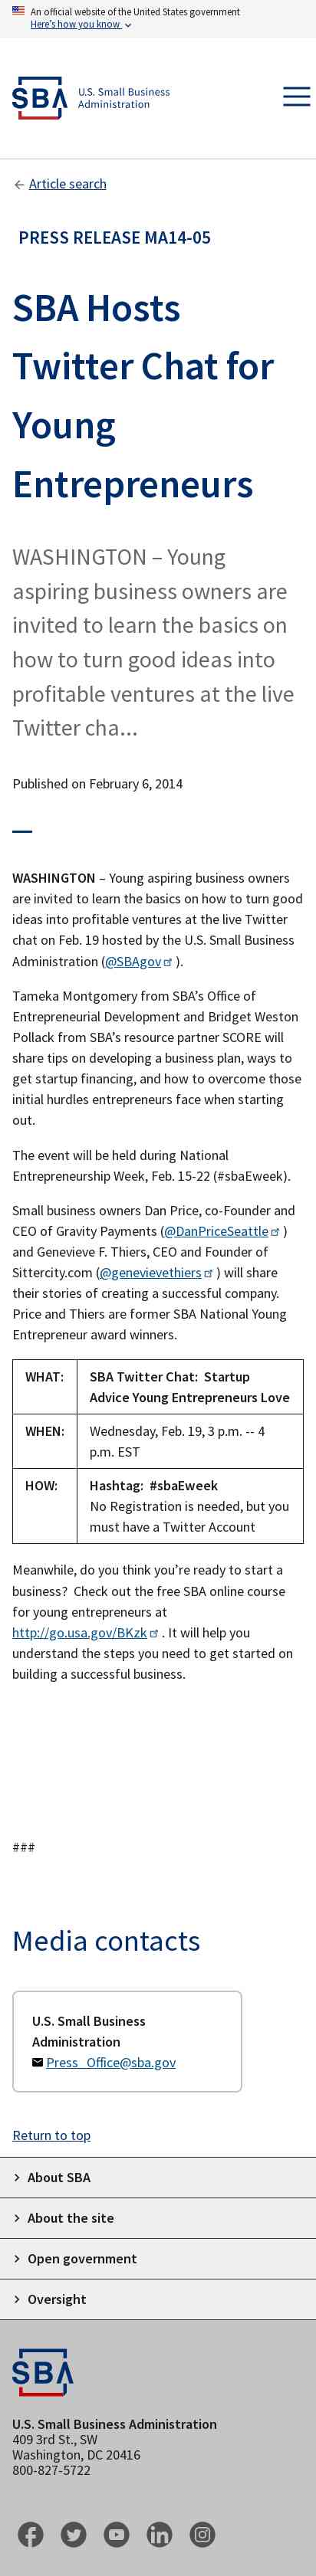 An official website of the United States government
Here's how you know
SBA
U.S. Small Business
Administration
Article search
PRESS RELEASE MA14-05
SBA Hosts
Twitter Chat for
Young
Entrepreneurs
WASHINGTON – Young
aspiring business owners are
invited to learn the basics on
how to turn good ideas into
profitable ventures at the live
Twitter cha...
Published on February 6, 2014
WASHINGTON – Young aspiring business owners
are invited to learn the basics on how to turn good
ideas into profitable ventures at the live Twitter
chat on Feb. 19 hosted by the U.S. Small Business
Administration (@SBAgov ).
Tameka Montgomery from SBA's Office of
Entrepreneurial Development and Bridget Weston
Pollack from SBA's resource partner SCORE will
share tips on developing a business plan, ways to
get startup financing, and how to overcome those
initial hurdles entrepreneurs face when starting
out.
The event will be held during National
Entrepreneurship Week, Feb. 15-22 (#sbaEweek).
Small business owners Dan Price, co-Founder and
CEO of Gravity Payments (@DanPriceSeattle )
and Genevieve F. Thiers, CEO and Founder of
Sittercity.com (@genevievethiers ) will share
their stories of creating a successful company.
Price and Thiers are former SBA National Young
Entrepreneur award winners.
WHAT: SBA Twitter Chat: Startup
Advice Young Entrepreneurs Love
WHEN: Wednesday, Feb. 19, 3 p.m. -- 4
p.m. EST
HOW: Hashtag: #sbaEweek
No Registration is needed, but you
must have a Twitter Account
Meanwhile, do you think you're ready to start a
business? Check out the free SBA online course
for young entrepreneurs at
http://go.usa.gov/BKzk . It will help you
understand the steps you need to get started on
building a successful business.
###
Media contacts
U.S. Small Business
Administration
Press_Office@sba.gov
Return to top
About SBA
About the site
Open government
Oversight
SBA
U.S. Small Business Administration
409 3rd St., SW
Washington, DC 20416
800-827-5722